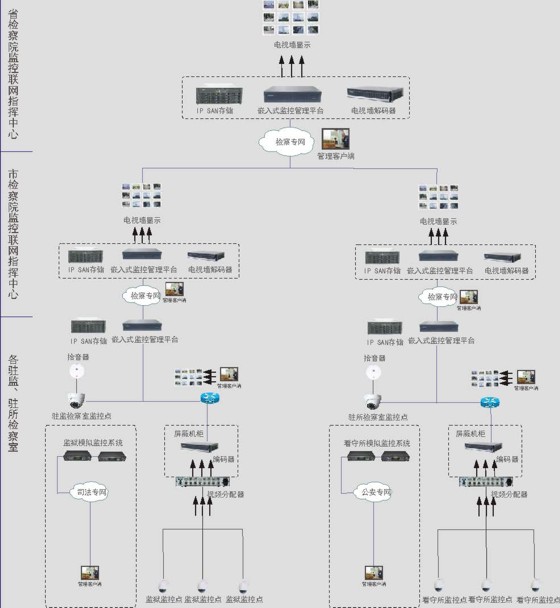 省检察院监控联网指挥中心
电视墙显示
IP SAN存储 嵌入式监控管理平台 电视墙解码器
检察专网
管理客户端
市检察院监控联网指挥中心
电视墙显示 电视墙显示
IP SAN存储 嵌入式监控管理平台 电视墙解码器 IP SAN存储 嵌入式监控管理平台 电视墙解码器
检察专网 管理客户端 检察专网 管理客户端
各驻监、驻所检察室
IP SAN存储 嵌入式监控管理平台 IP SAN存储 嵌入式监控管理平台
拾音器 拾音器
管理客户端 管理客户端
驻监检察室监控点 驻所检察室监控点
监狱模拟监控系统 屏蔽机柜 看守所模拟监控系统 屏蔽机柜
编码器 编码器
司法专网 视频分配器 公安专网 视频分配器
管理客户端 管理客户端
监狱监控点 监狱监控点 监狱监控点 看守所监控点 看守所监控点 看守所监控点